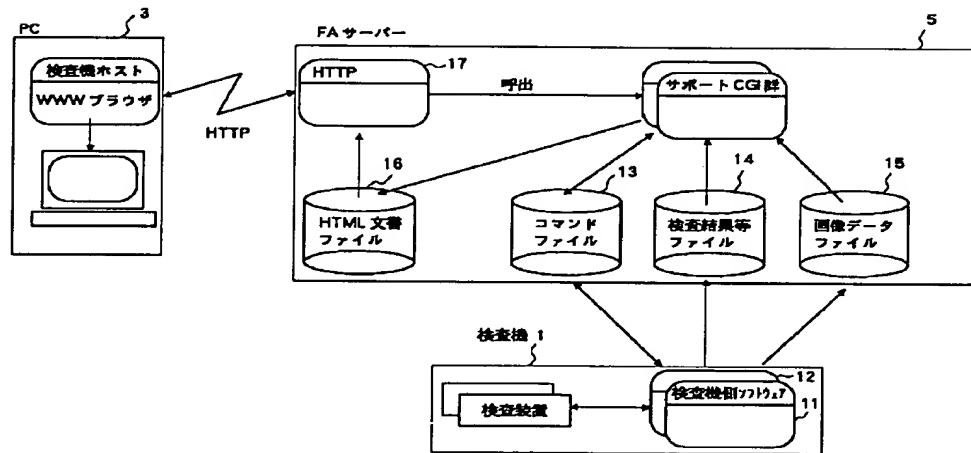 PC
3
検査機ホスト
WWW ブラウザ
HTTP
FAサーバー
5
HTTP
17
呼出
サポートCGI群
16
HTML文書
ファイル
13
コマンド
ファイル
14
検査結果等
ファイル
15
画像データ
ファイル
検査機 1
検査装置
12
検査機側ソフトウェア
11